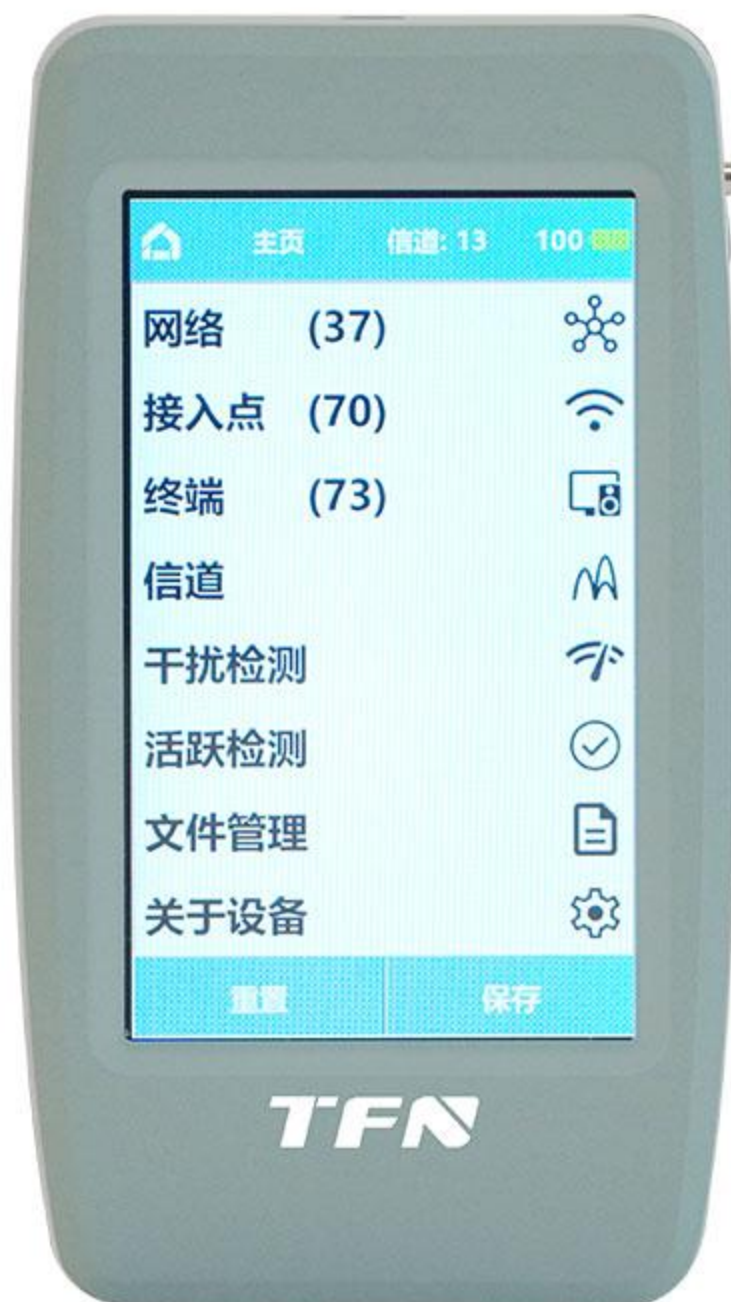 主页 信道: 13 100
网络 (37)
接入点 (70)
终端 (73)
信道
干扰检测
活跃检测
文件管理
关于设备
重置 保存
TFN